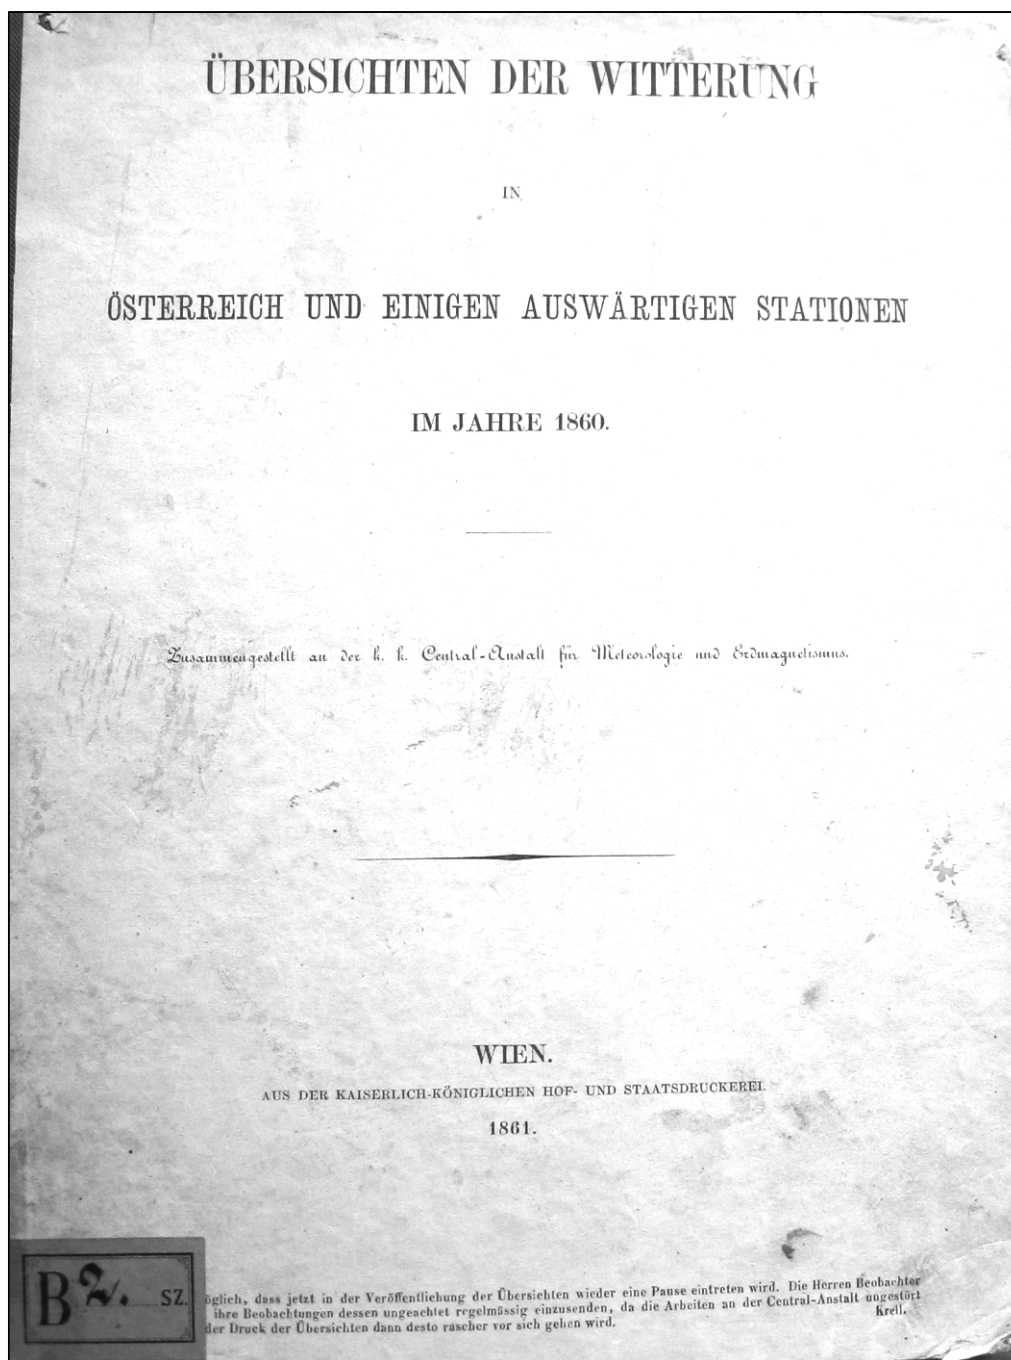 ÜBERSICHTEN DER WITTERUNG
IN
ÖSTERREICH UND EINIGEN AUSWÄRTIGEN STATIONEN
IM JAHRE 1860.
Zusammengestellt an der k. k. Central-Anstalt für Meteorologie und Erdmagnetismus.
WIEN.
AUS DER KAISERLICH-KÖNIGLICHEN HOF- UND STAATSDRUCKEREI.
1861.
B 2. SZ.
öglich, dass jetzt in der Veröffentlichung der Übersichten wieder eine Pause eintreten wird. Die Herren Beobachter
ihre Beobachtungen dessen ungeachtet regelmässig einzusenden, da die Arbeiten an der Central-Anstalt ungestört
der Druck der Übersichten dann desto rascher vor sich gehen wird.
Kreil.